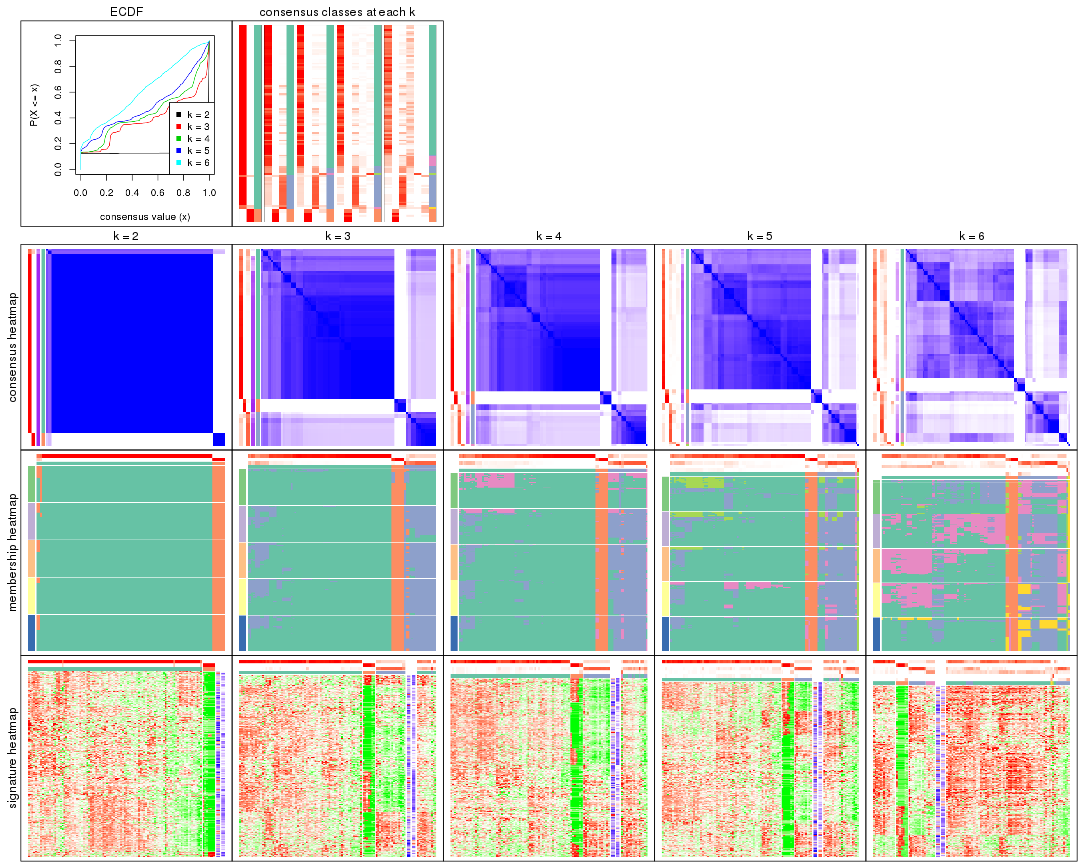 ECDF
consensus classes at each k
P(X <= x)
0.0 0.2 0.4 0.6 0.8 1.0
k = 2
k = 3
k = 4
k = 5
k = 6
0.0 0.2 0.4 0.6 0.8 1.0
consensus value (x)
k = 2
k = 3
k = 4
k = 5
k = 6
consensus heatmap
membership heatmap
signature heatmap